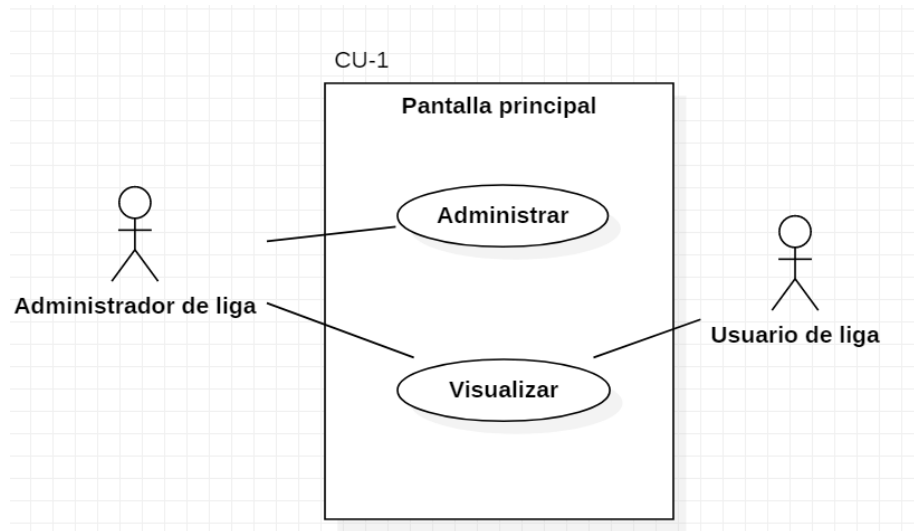 CU-1
Pantalla principal
Administrar
Administrador de liga
Usuario de liga
Visualizar